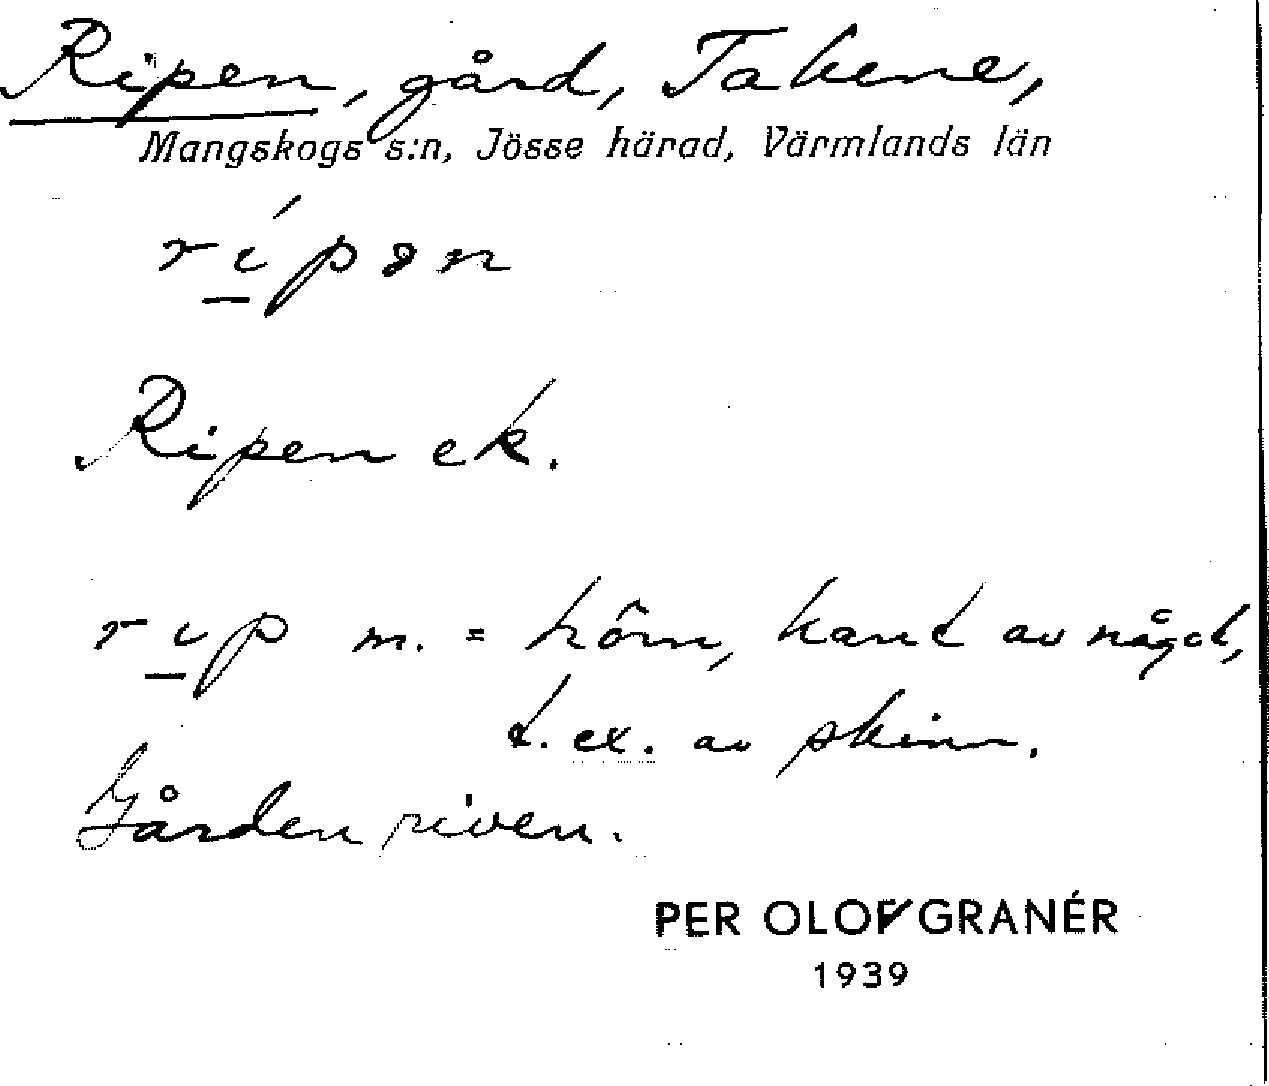 Ripen, gård, Takene,
Mangskogs s:n, Jösse härad, Värmlands län
rípən
Ripen ek.
rip m. = hörn, kant av något,
t. ex. av skinn.
Gården riven.
PER OLOF GRANÉR
1939